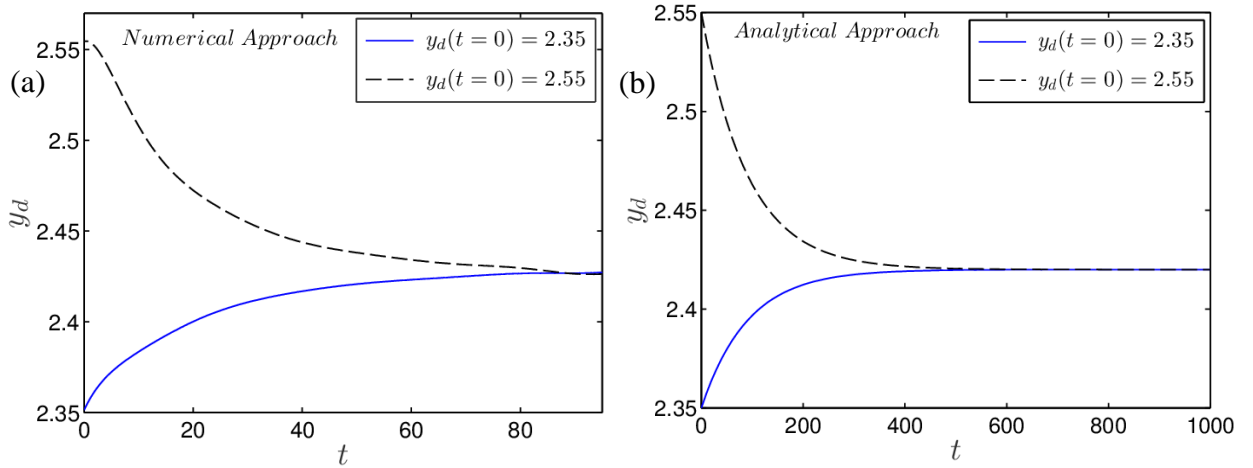 (a)
Numerical Approach
y_d(t = 0) = 2.35
y_d(t = 0) = 2.55
2.55
2.5
2.45
2.4
2.35
y_d
0 20 40 60 80
t
(b)
Analytical Approach
y_d(t = 0) = 2.35
y_d(t = 0) = 2.55
2.55
2.5
2.45
2.4
2.35
y_d
0 200 400 600 800 1000
t